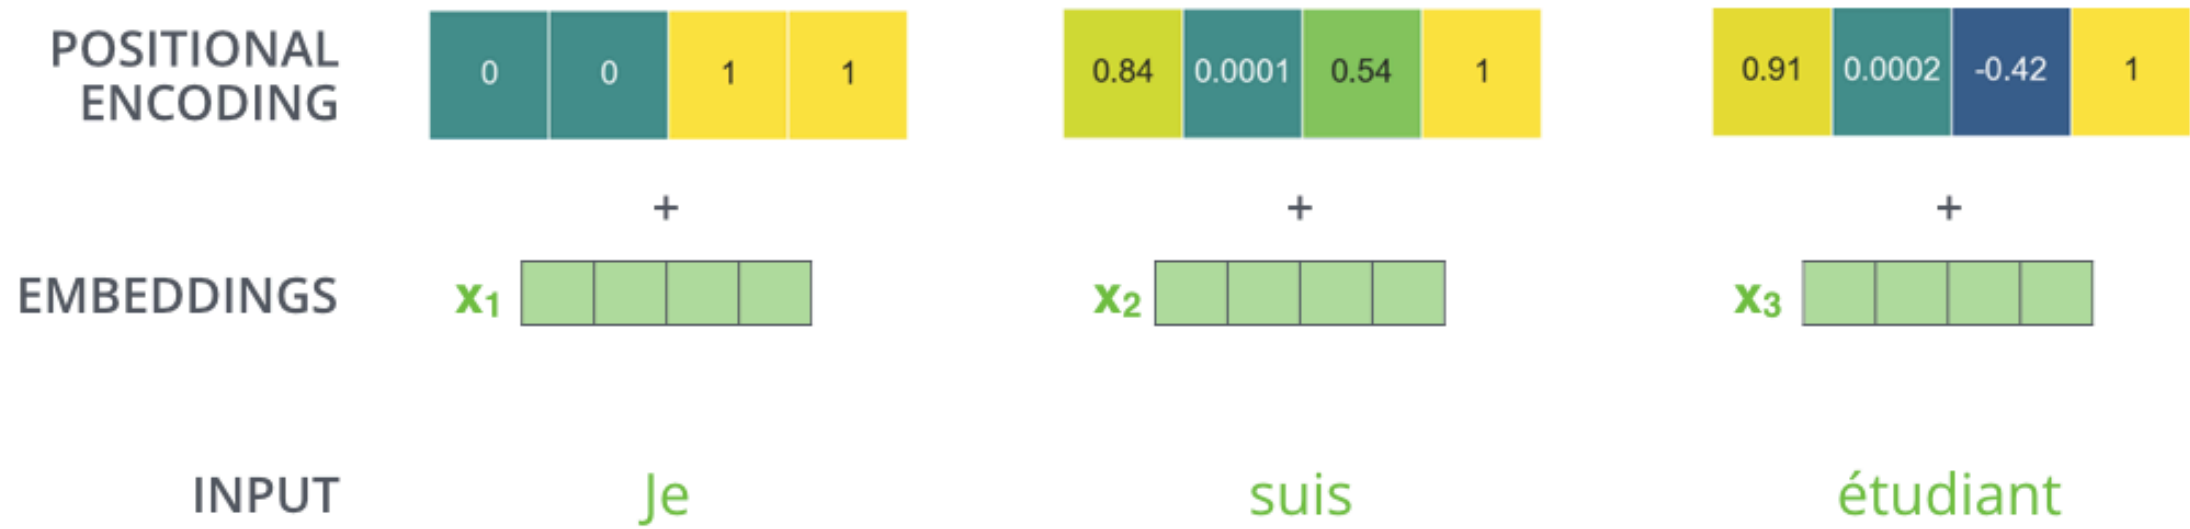 POSITIONAL
ENCODING
0 0 1 1
0.84 0.0001 0.54 1
0.91 0.0002 -0.42 1
+ + +
EMBEDDINGS
x1
x2
x3
INPUT
Je
suis
étudiant